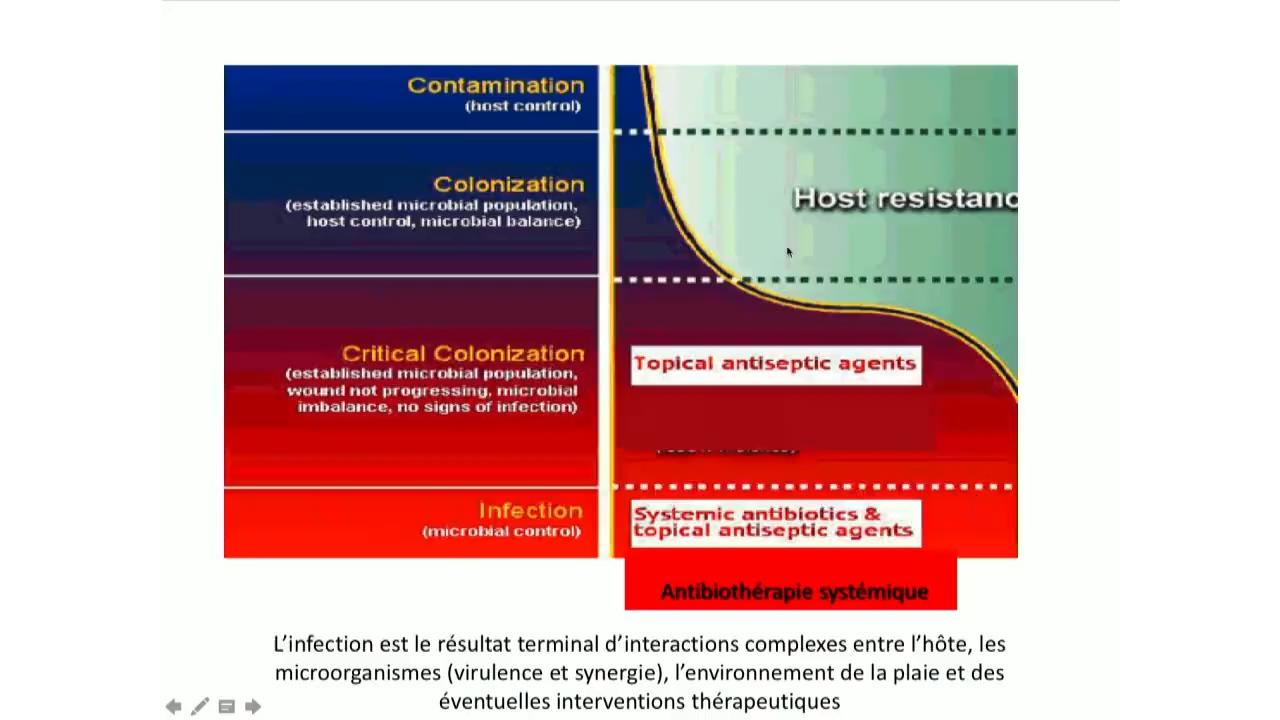 Contamination
(host control)
Colonization
(established microbial population,
host control, microbial balance)
Host resistanc
Critical Colonization
(established microbial population,
wound not progressing, microbial
imbalance, no signs of infection)
Topical antiseptic agents
Infection
(microbial control)
Systemic antibiotics &
topical antiseptic agents
Antibiothérapie systémique
L’infection est le résultat terminal d’interactions complexes entre l’hôte, les
microorganismes (virulence et synergie), l’environnement de la plaie et des
éventuelles interventions thérapeutiques